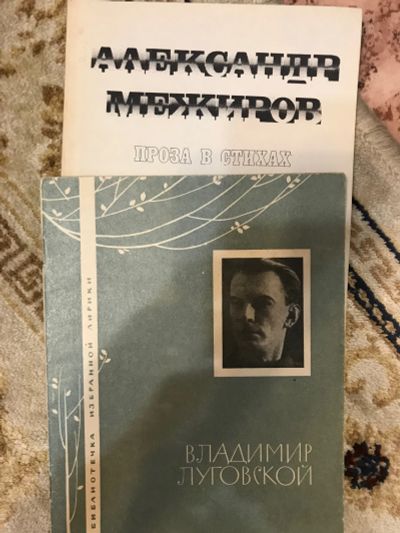 АЛЕКСАНДР
МЕЖИРОВ
ПРОЗА В СТИХАХ
БИБЛИОТЕЧКА ИЗБРАННОЙ ЛИРИКИ
ВЛАДИМИР
ЛУГОВСКОЙ